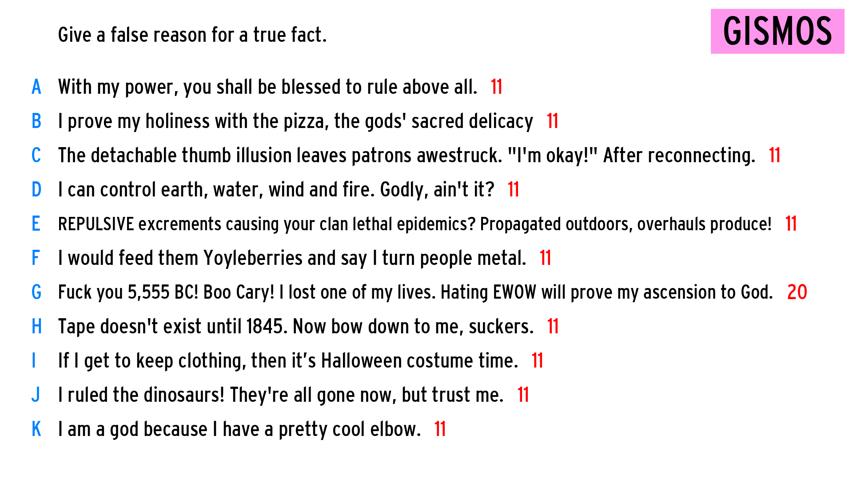 Give a false reason for a true fact.
GISMOS
A With my power, you shall be blessed to rule above all. 11
B I prove my holiness with the pizza, the gods' sacred delicacy 11
C The detachable thumb illusion leaves patrons awestruck. "I'm okay!" After reconnecting. 11
D I can control earth, water, wind and fire. Godly, ain't it? 11
E REPULSIVE excrements causing your clan lethal epidemics? Propagated outdoors, overhauls produce! 11
F I would feed them Yoyleberries and say I turn people metal. 11
G Fuck you 5,555 BC! Boo Cary! I lost one of my lives. Hating EWOW will prove my ascension to God. 20
H Tape doesn't exist until 1845. Now bow down to me, suckers. 11
I If I get to keep clothing, then it’s Halloween costume time. 11
J I ruled the dinosaurs! They're all gone now, but trust me. 11
K I am a god because I have a pretty cool elbow. 11